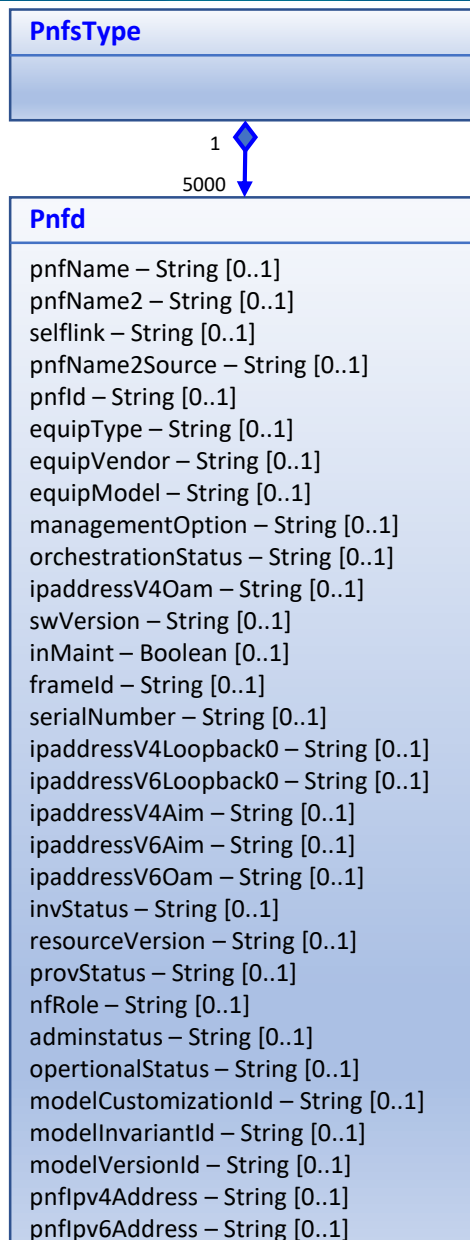 PnfsType
1
5000
Pnfd
pnfName – String [0..1]
pnfName2 – String [0..1]
selflink – String [0..1]
pnfName2Source – String [0..1]
pnfId – String [0..1]
equipType – String [0..1]
equipVendor – String [0..1]
equipModel – String [0..1]
managementOption – String [0..1]
orchestrationStatus – String [0..1]
ipaddressV4Oam – String [0..1]
swVersion – String [0..1]
inMaint – Boolean [0..1]
frameId – String [0..1]
serialNumber – String [0..1]
ipaddressV4Loopback0 – String [0..1]
ipaddressV6Loopback0 – String [0..1]
ipaddressV4Aim – String [0..1]
ipaddressV6Aim – String [0..1]
ipaddressV6Oam – String [0..1]
invStatus – String [0..1]
resourceVersion – String [0..1]
provStatus – String [0..1]
nfRole – String [0..1]
adminstatus – String [0..1]
opertionalStatus – String [0..1]
modelCustomizationId – String [0..1]
modelInvariantId – String [0..1]
modelVersionId – String [0..1]
pnfIpv4Address – String [0..1]
pnfIpv6Address – String [0..1]